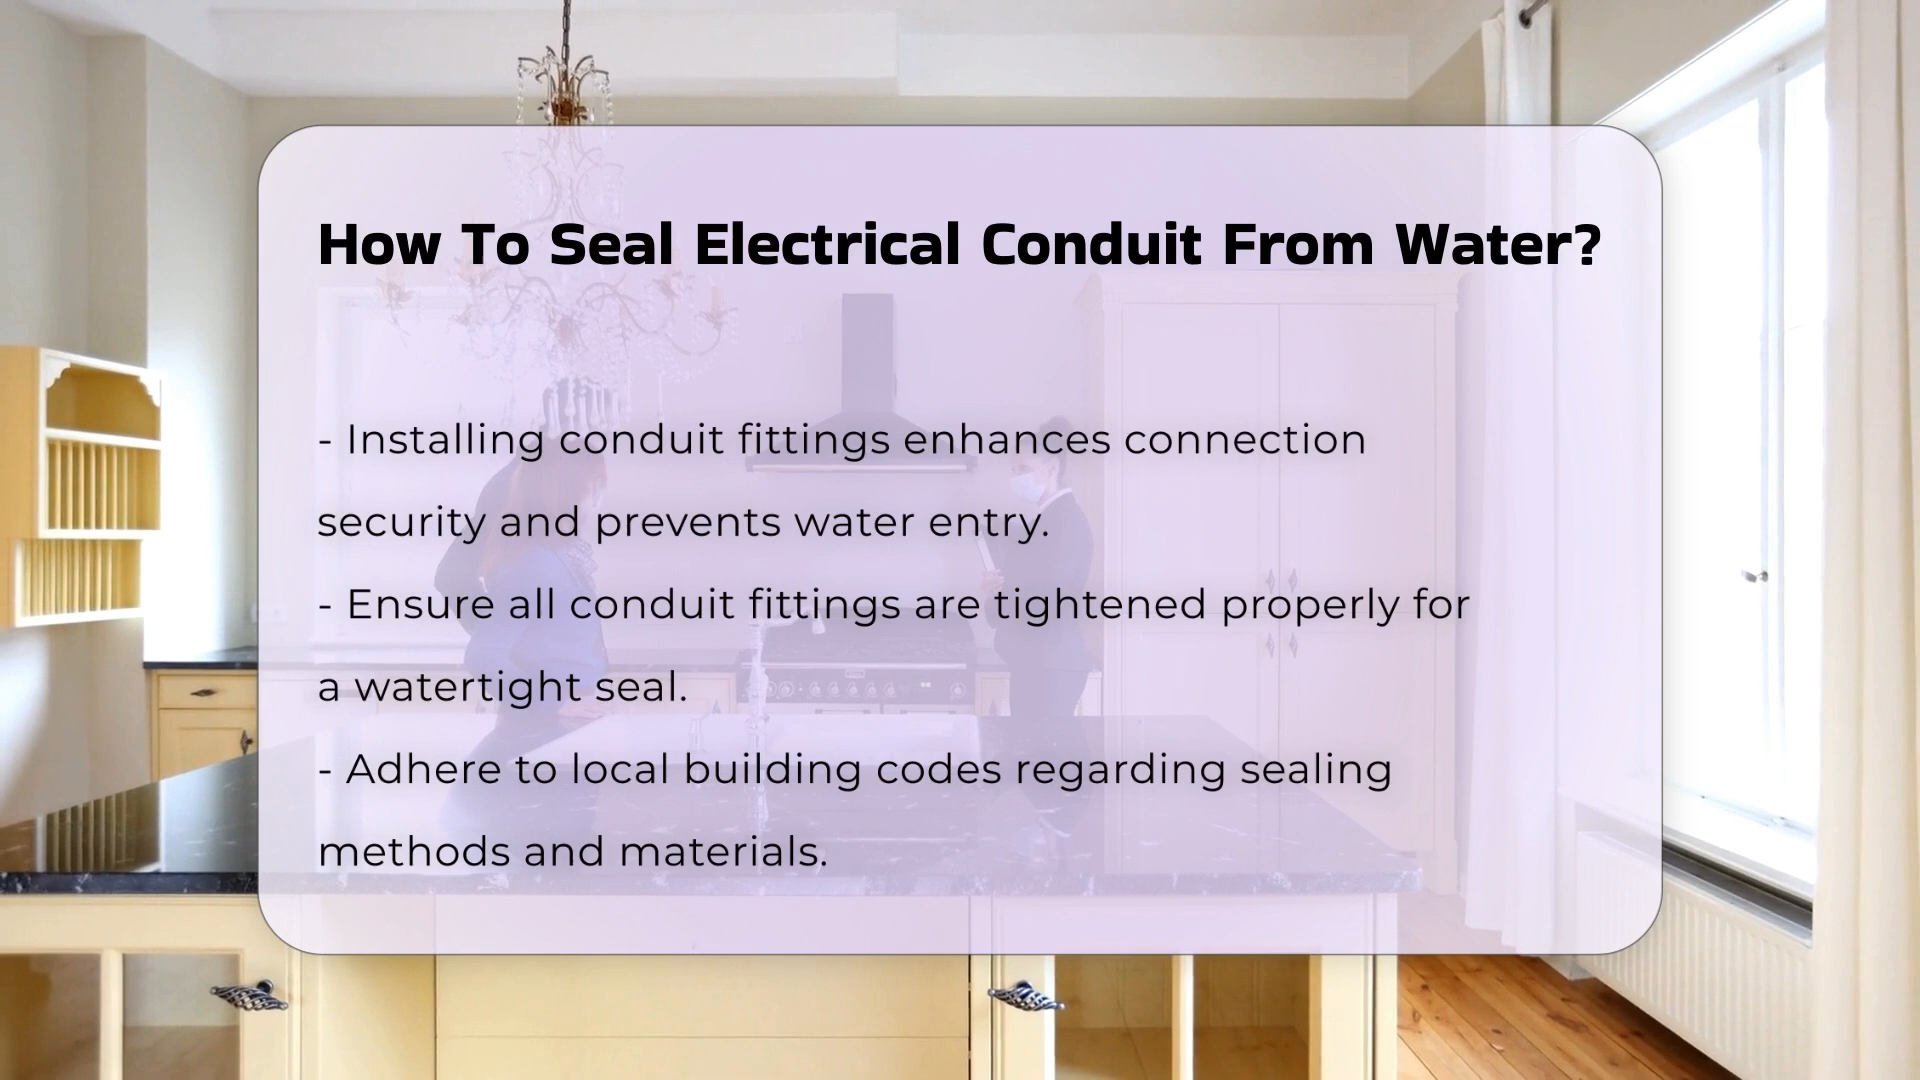 How To Seal Electrical Conduit From Water?
- Installing conduit fittings enhances connection
security and prevents water entry.
- Ensure all conduit fittings are tightened properly for
a watertight seal.
- Adhere to local building codes regarding sealing
methods and materials.